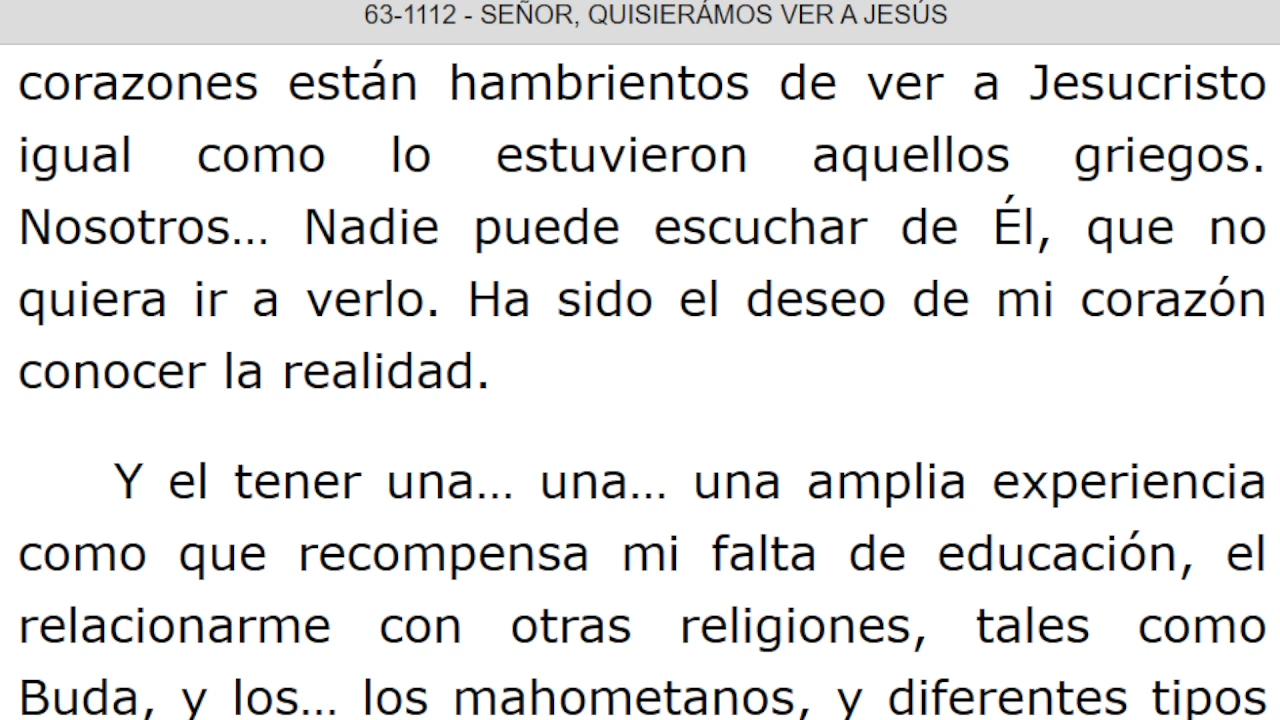 63-1112 - SEÑOR, QUISIERÁMOS VER A JESÚS
corazones están hambrientos de ver a Jesucristo
igual como lo estuvieron aquellos griegos.
Nosotros… Nadie puede escuchar de Él, que no
quiera ir a verlo. Ha sido el deseo de mi corazón
conocer la realidad.
Y el tener una… una… una amplia experiencia
como que recompensa mi falta de educación, el
relacionarme con otras religiones, tales como
Buda, y los… los mahometanos, y diferentes tipos